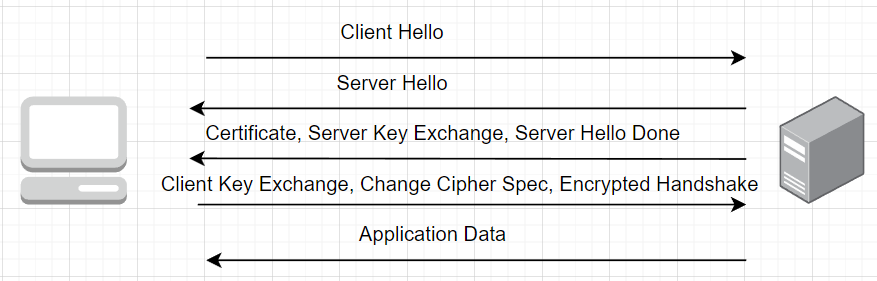 Client Hello
Server Hello
Certificate, Server Key Exchange, Server Hello Done
Client Key Exchange, Change Cipher Spec, Encrypted Handshake
Application Data